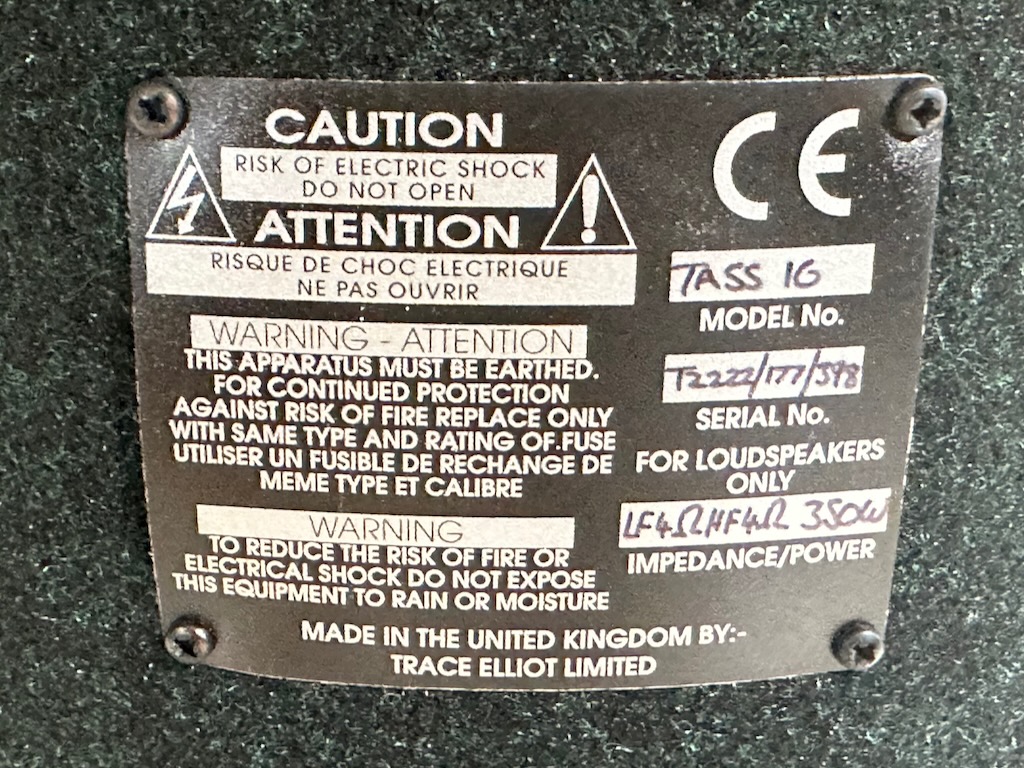 CAUTION
RISK OF ELECTRIC SHOCK
DO NOT OPEN
ATTENTION
RISQUE DE CHOC ELECTRIQUE
NE PAS OUVRIR
WARNING - ATTENTION
THIS APPARATUS MUST BE EARTHED.
FOR CONTINUED PROTECTION
AGAINST RISK OF FIRE REPLACE ONLY
WITH SAME TYPE AND RATING OF.FUSE
UTILISER UN FUSIBLE DE RECHANGE DE
MEME TYPE ET CALIBRE
WARNING
TO REDUCE THE RISK OF FIRE OR
ELECTRICAL SHOCK DO NOT EXPOSE
THIS EQUIPMENT TO RAIN OR MOISTURE
CE
TASS 1G
MODEL No.
T2222/177/598
SERIAL No.
FOR LOUDSPEAKERS
ONLY
LF4Ω HF4Ω 350W
IMPEDANCE/POWER
MADE IN THE UNITED KINGDOM BY:-
TRACE ELLIOT LIMITED